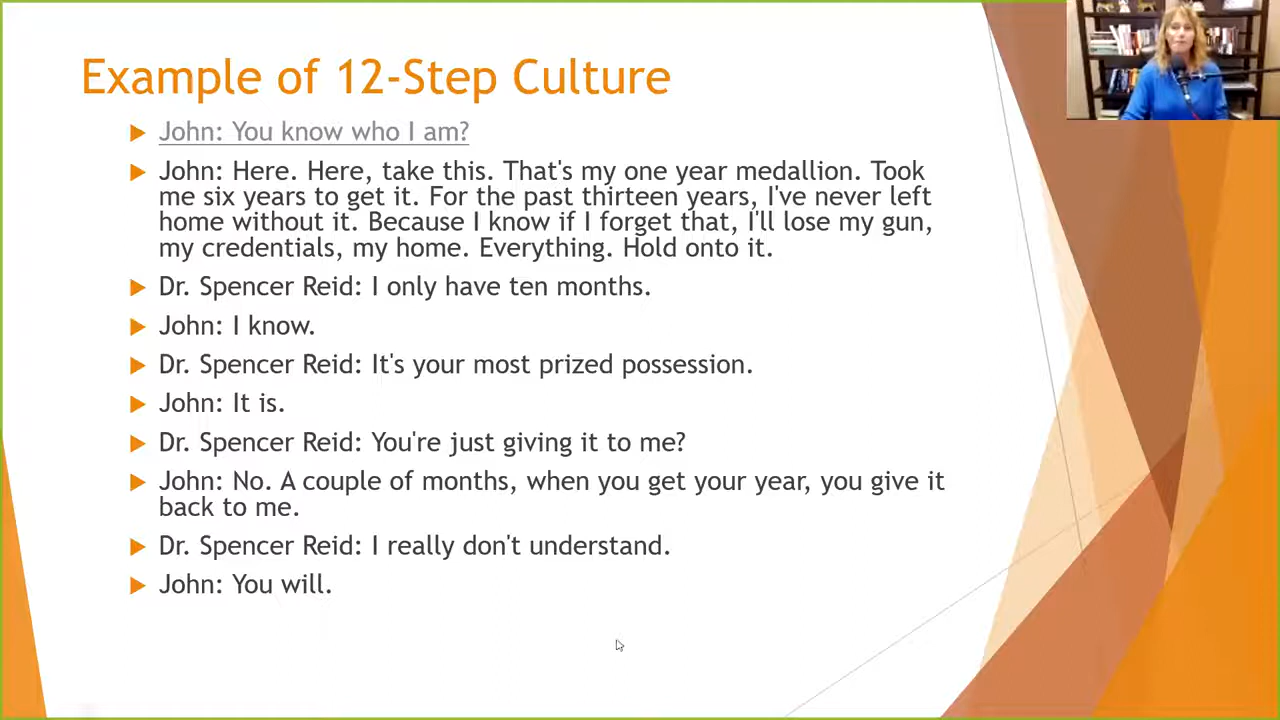 Example of 12-Step Culture
John: You know who I am?
John: Here. Here, take this. That's my one year medallion. Took
me six years to get it. For the past thirteen years, I've never left
home without it. Because I know if I forget that, I'll lose my gun,
my credentials, my home. Everything. Hold onto it.
Dr. Spencer Reid: I only have ten months.
John: I know.
Dr. Spencer Reid: It's your most prized possession.
John: It is.
Dr. Spencer Reid: You're just giving it to me?
John: No. A couple of months, when you get your year, you give it
back to me.
Dr. Spencer Reid: I really don't understand.
John: You will.